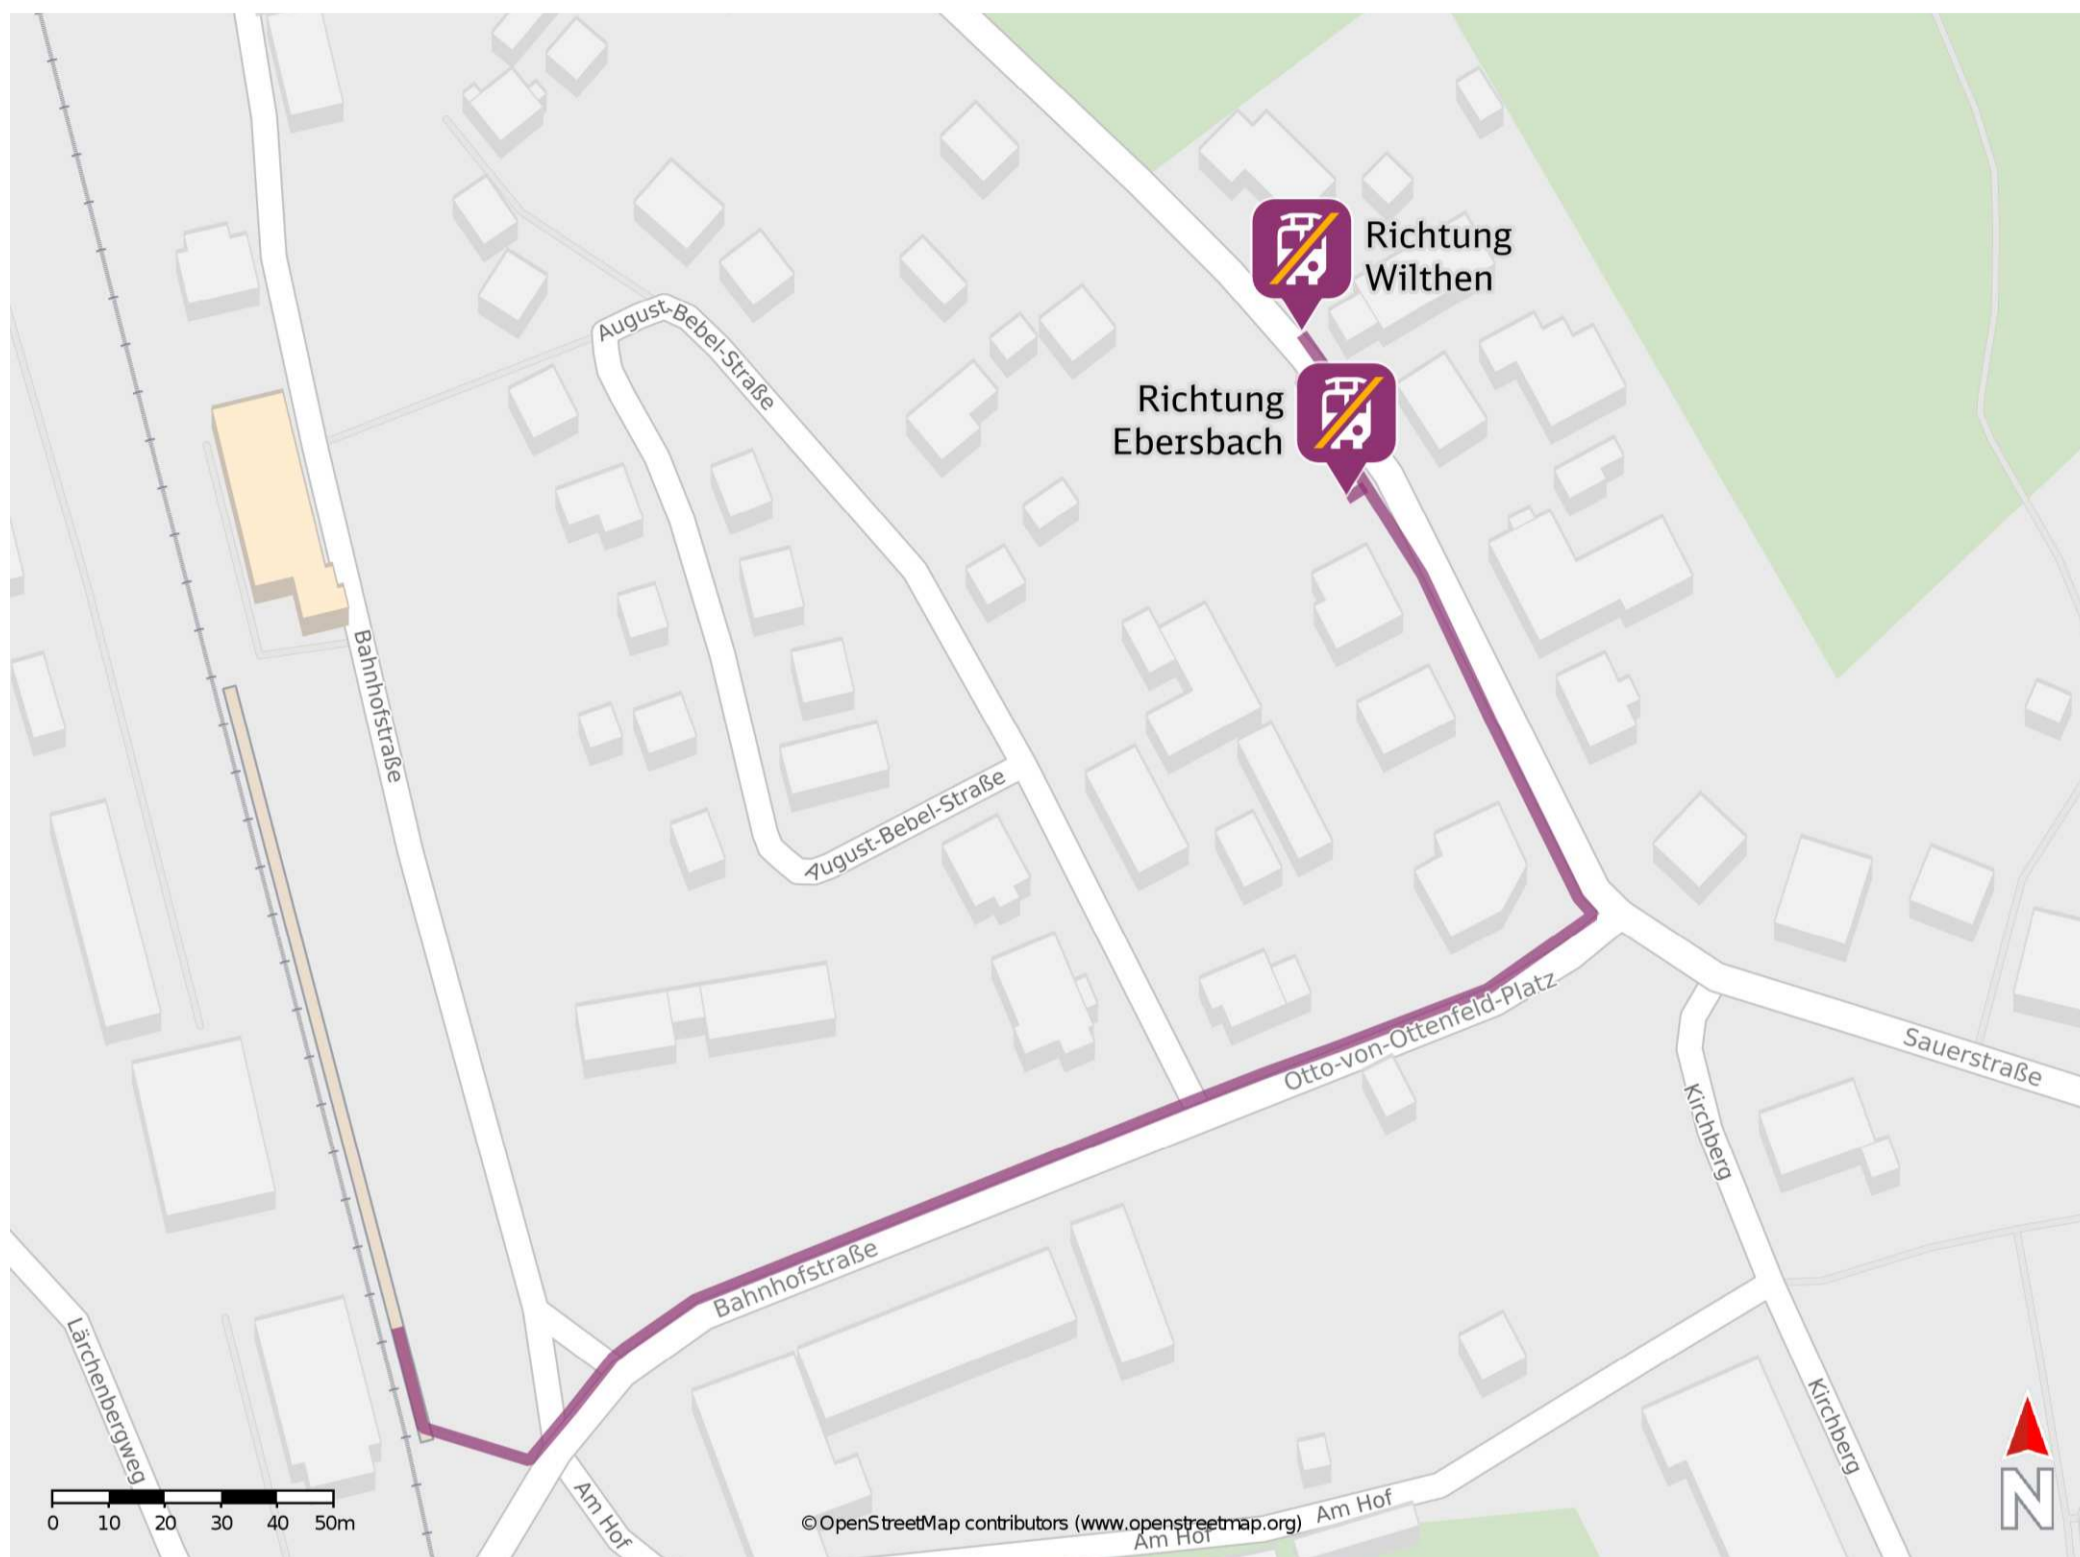 Richtung
Wilthen
Richtung
Ebersbach
August-Bebel-Straße
Bahnhofstraße
August-Bebel-Straße
Otto-von-Ottenfeld-Platz
Sauerstraße
Kirchberg
Bahnhofstraße
Lärchenbergweg
Kirchberg
Am Hof
Am Hof
Am Hof
0 10 20 30 40 50m
©OpenStreetMap contributors (www.openstreetmap.org)
N